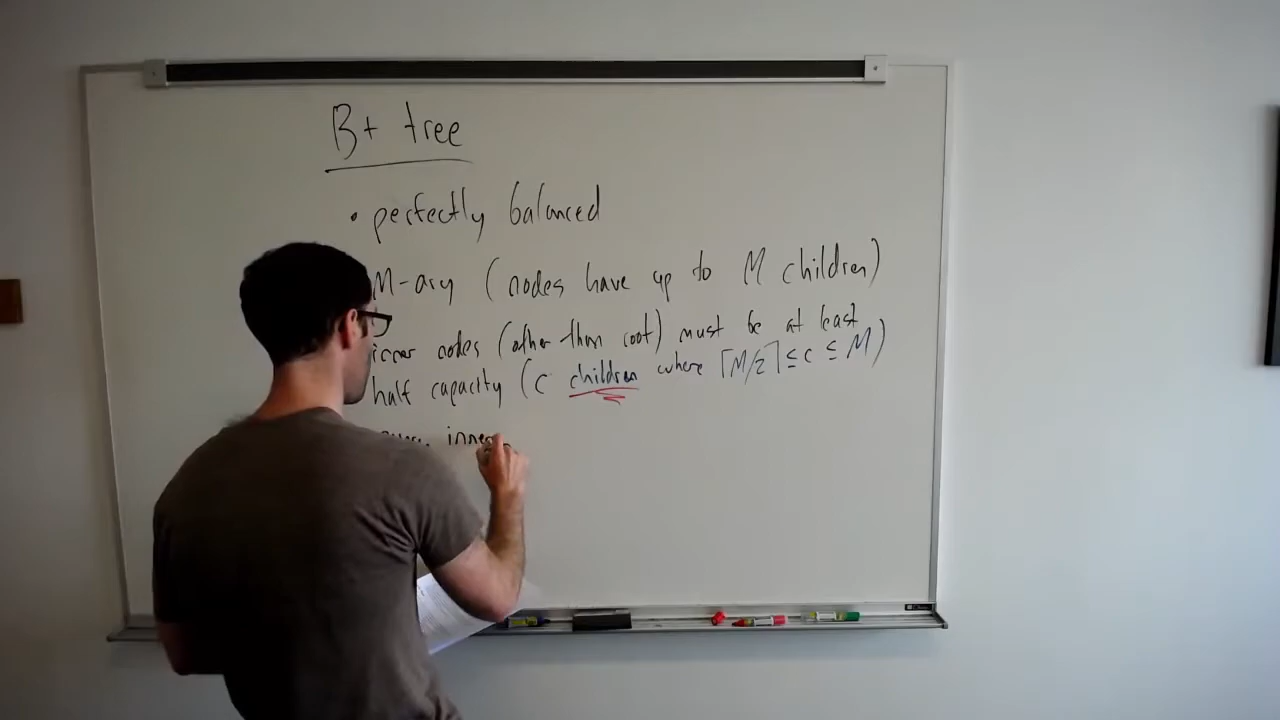 B+ tree
• perfectly balanced
M-ary (nodes have up to M children)
inner nodes (other than root) must be at least
half capacity (c children where ⌈M/2⌉ ≤ c ≤ M)
inner